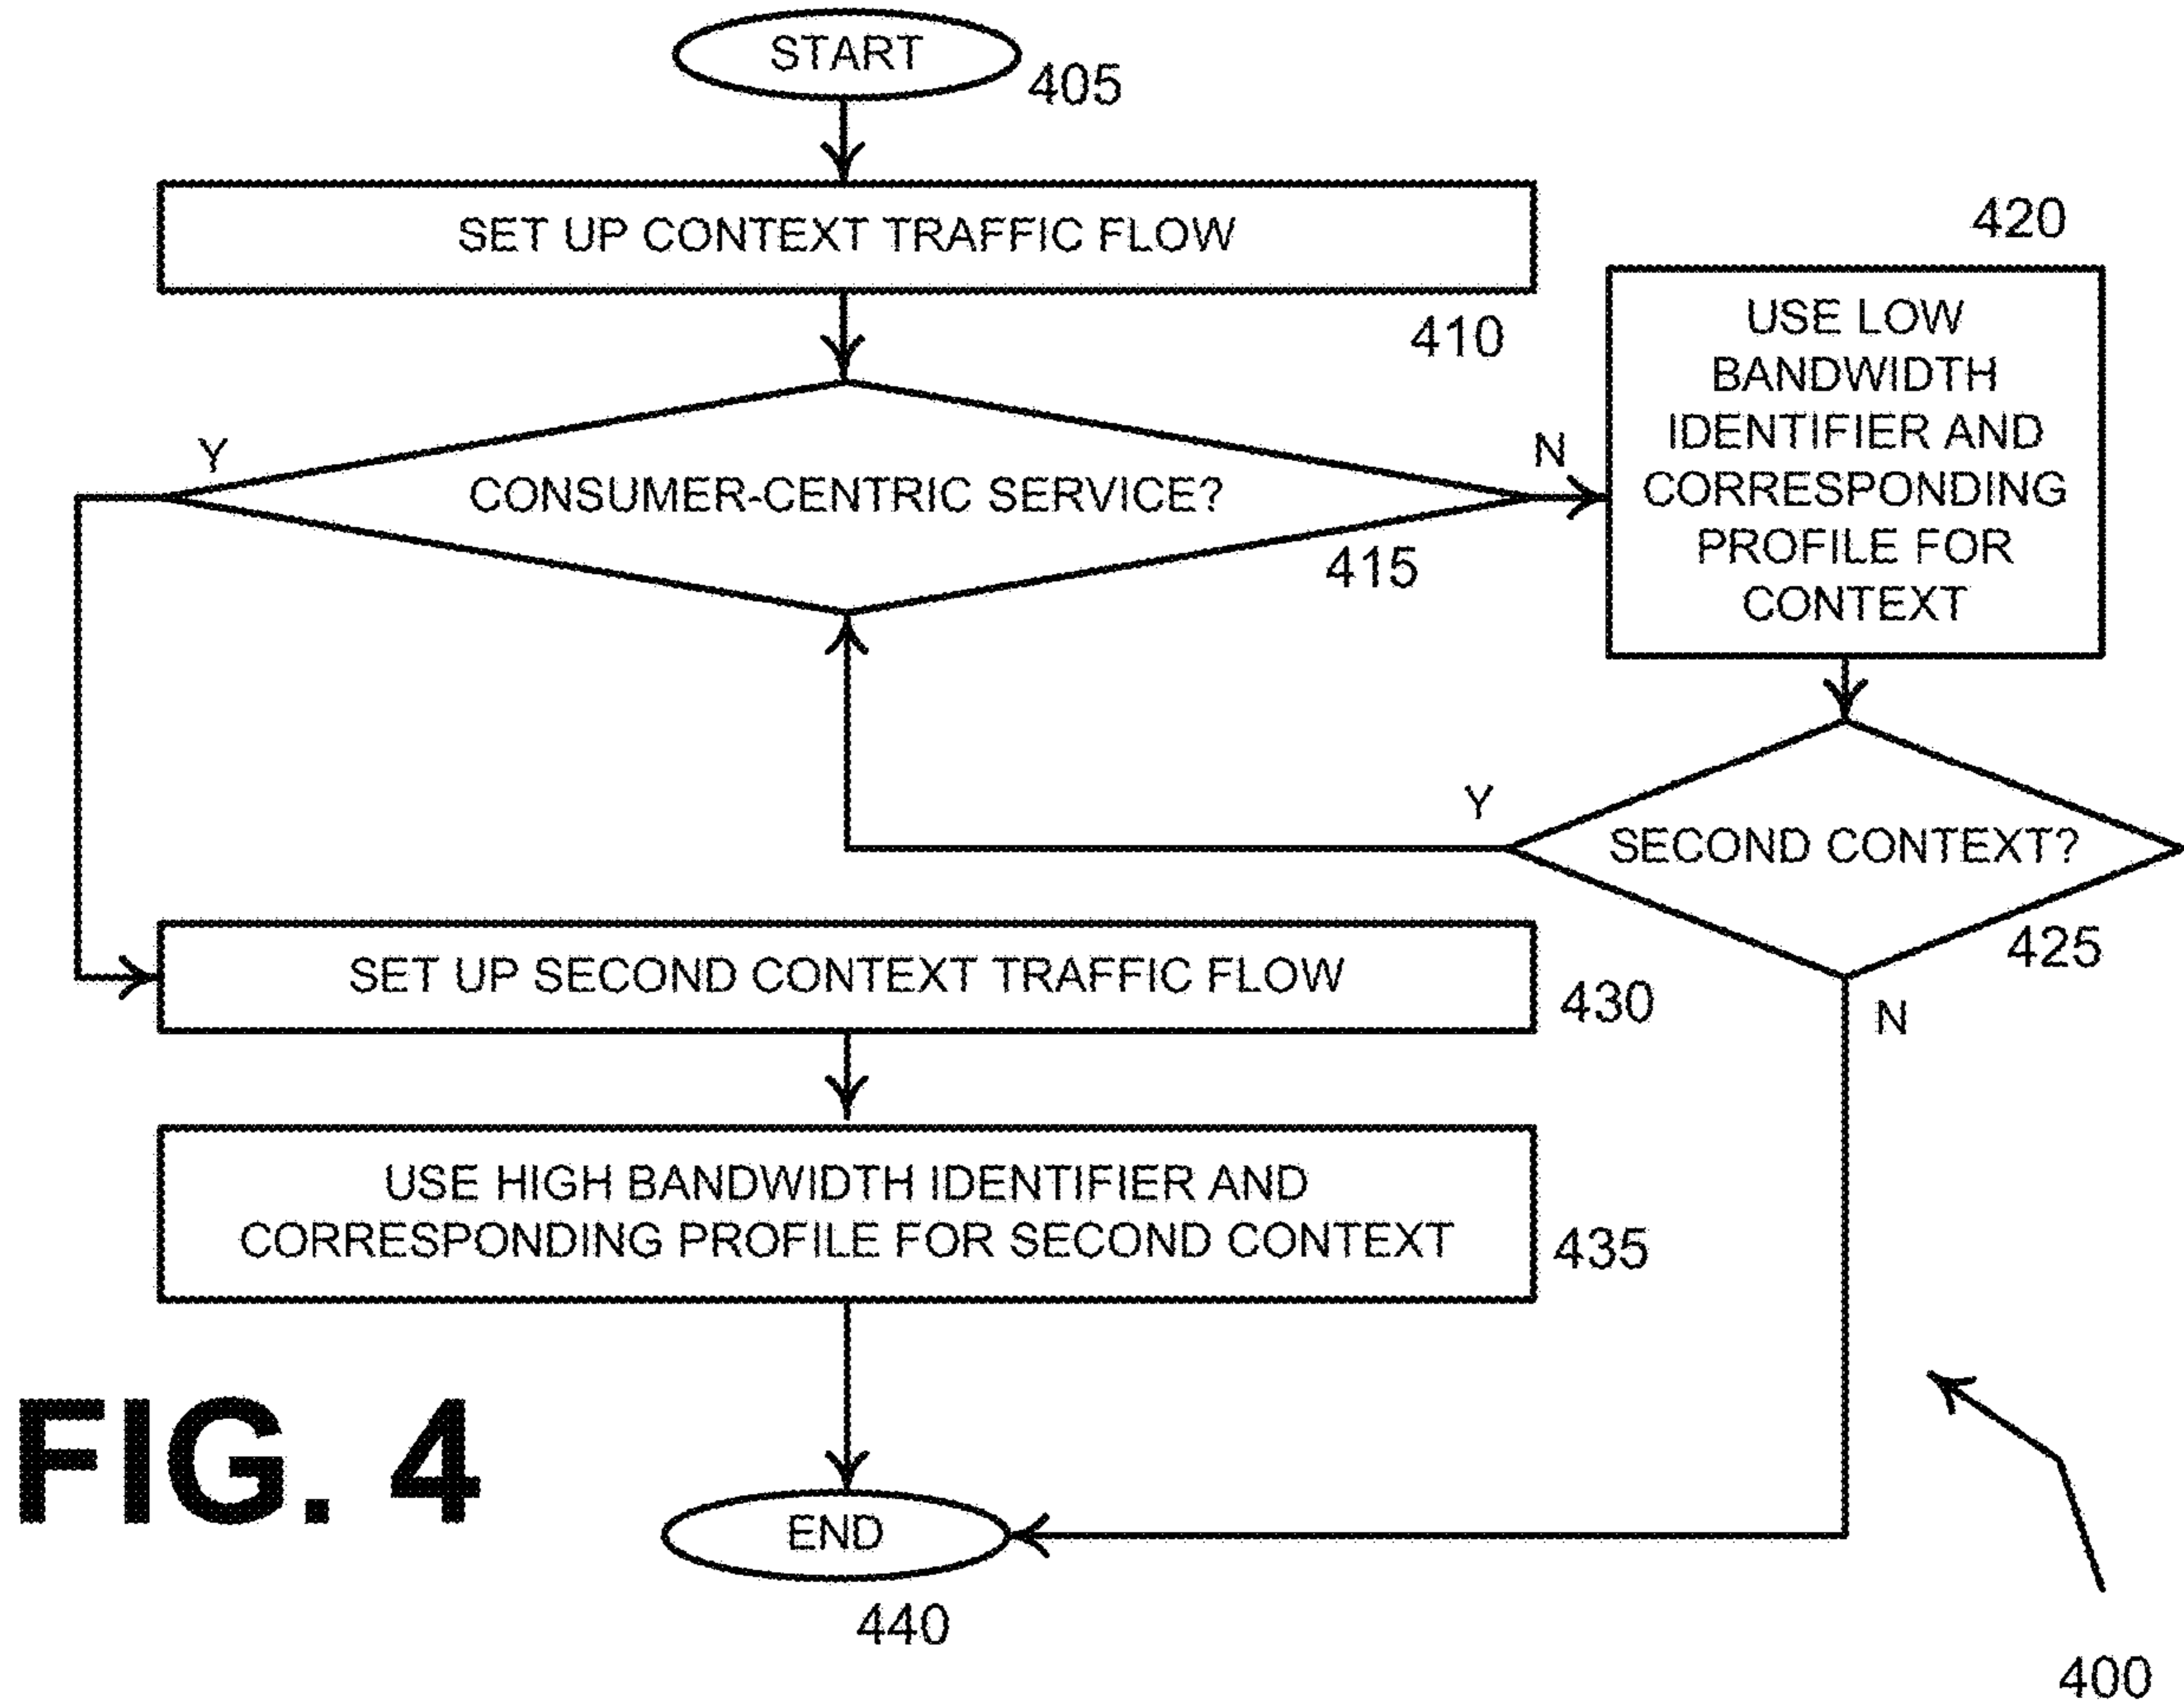 START
405
SET UP CONTEXT TRAFFIC FLOW
410
420
USE LOW
BANDWIDTH
IDENTIFIER AND
CORRESPONDING
PROFILE FOR
CONTEXT
Y
CONSUMER-CENTRIC SERVICE?
N
415
Y
SECOND CONTEXT?
425
N
SET UP SECOND CONTEXT TRAFFIC FLOW
430
USE HIGH BANDWIDTH IDENTIFIER AND
CORRESPONDING PROFILE FOR SECOND CONTEXT
435
FIG. 4
END
440
400